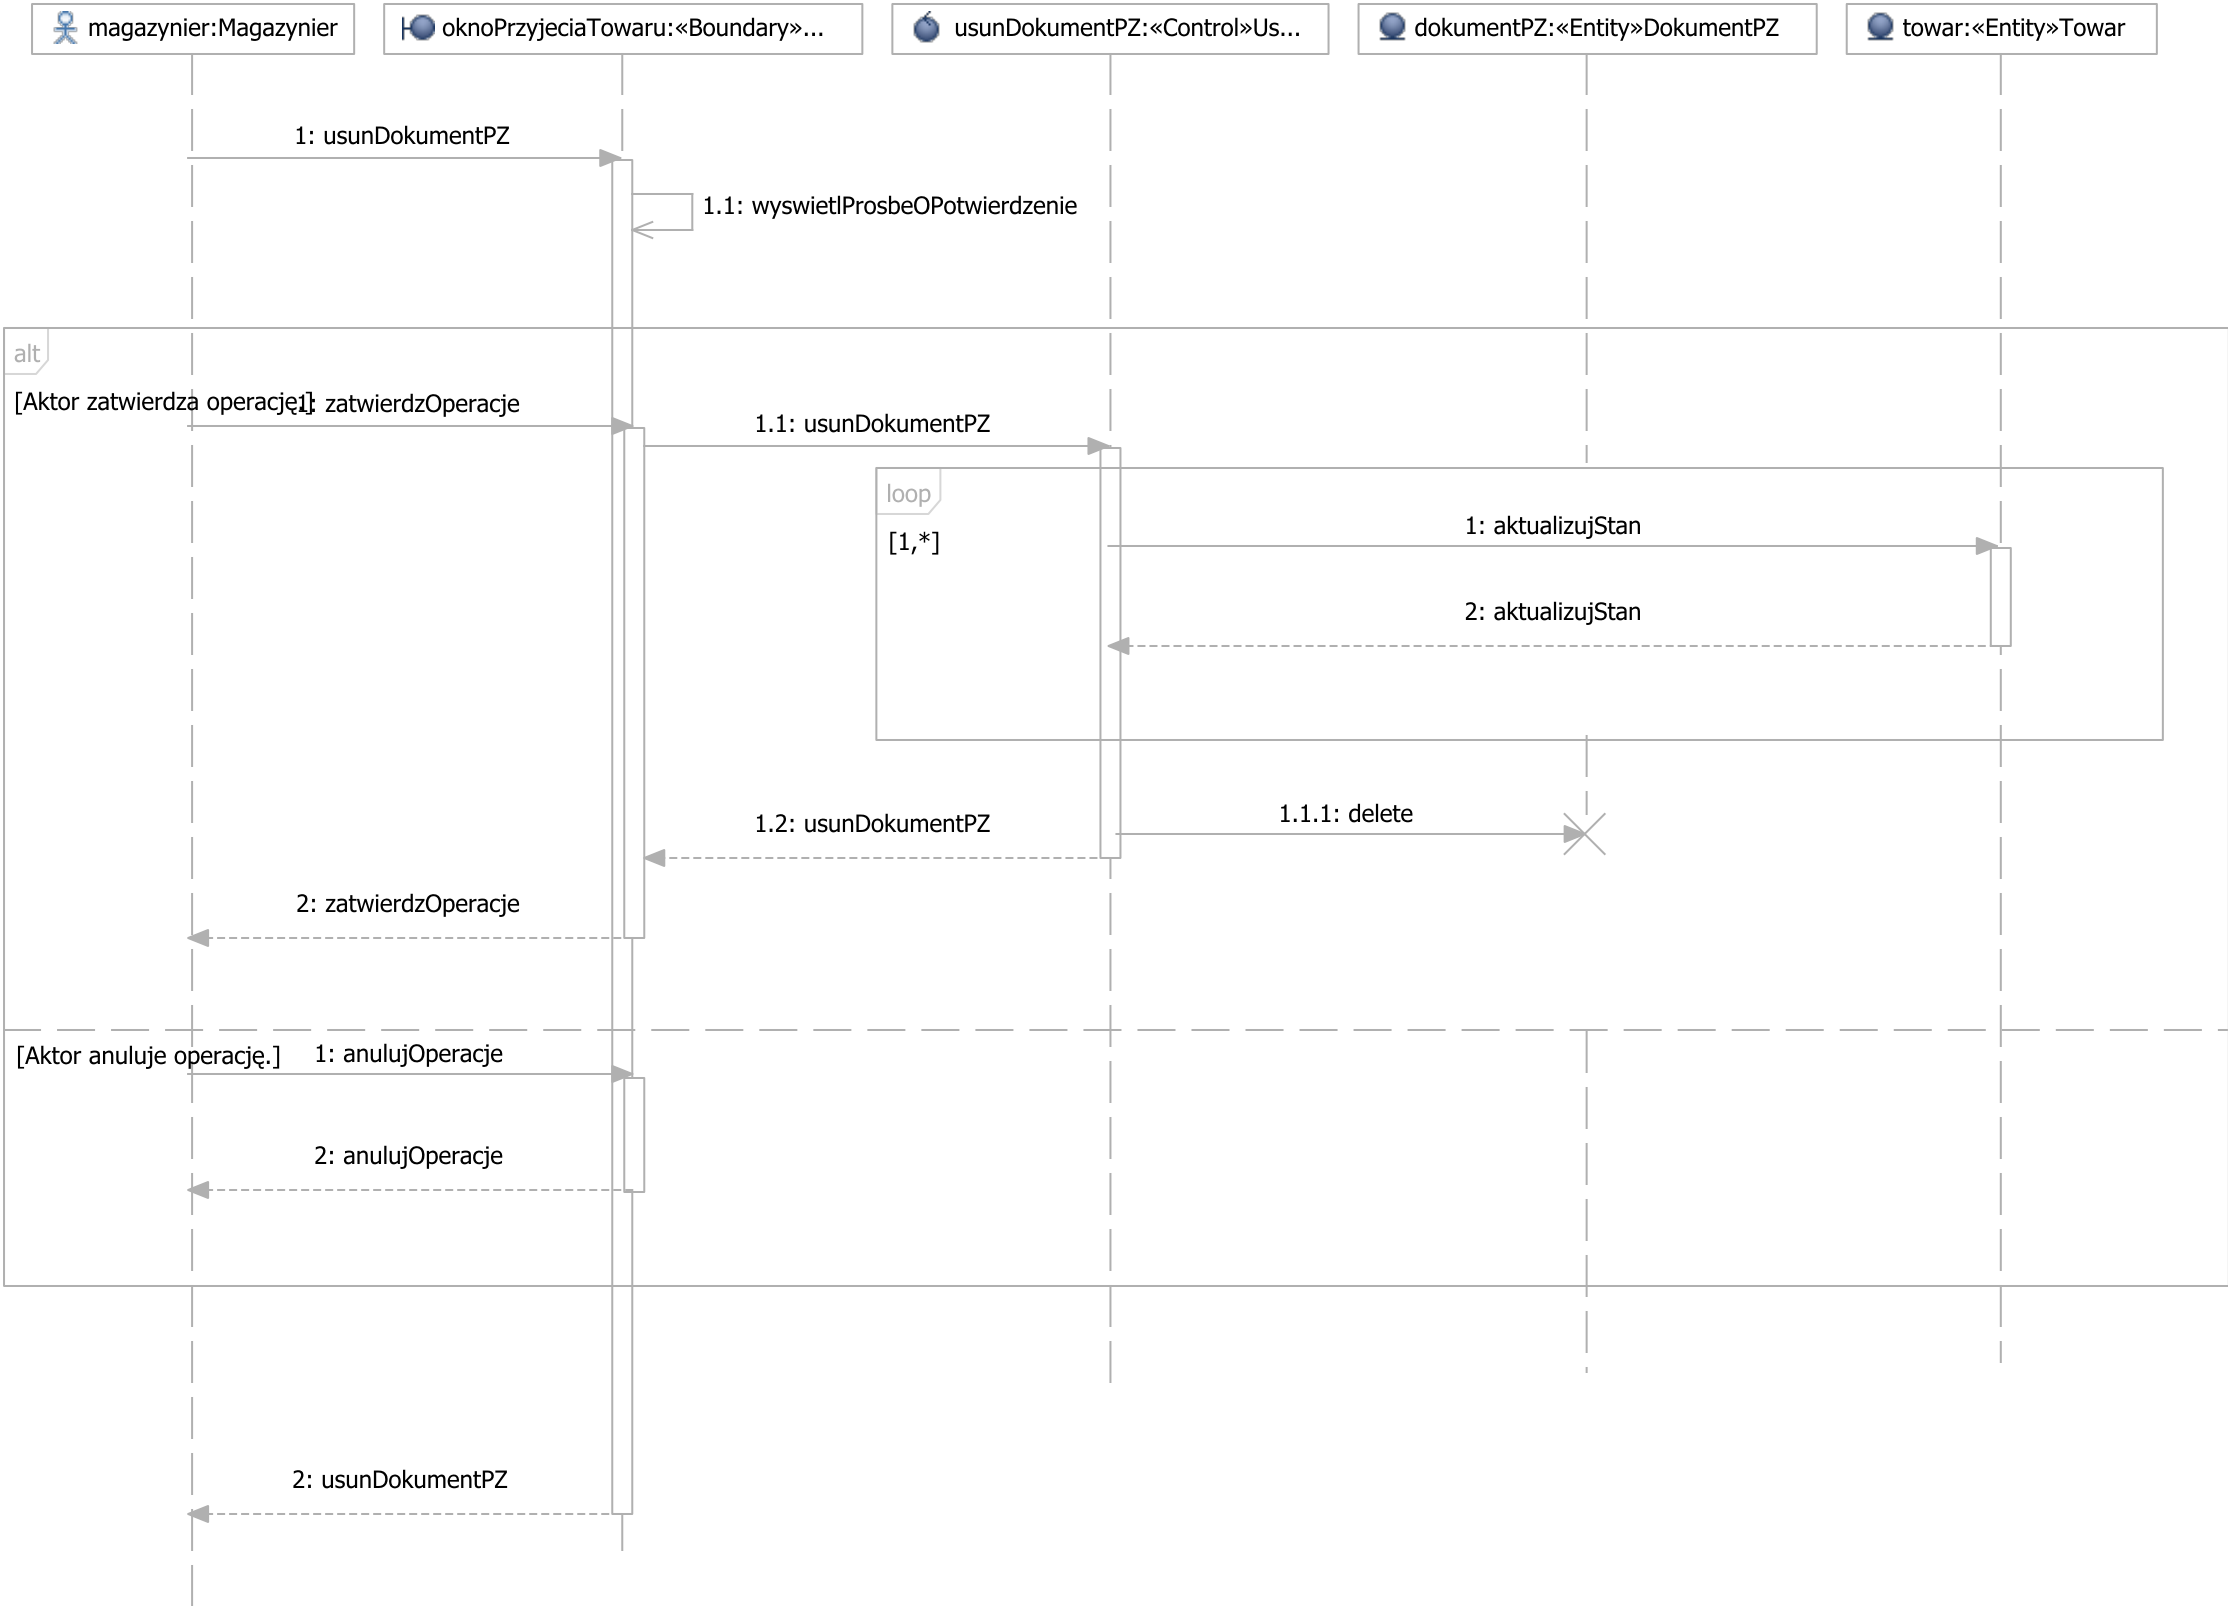 magazynier:Magazynier
oknoPrzyjeciaTowaru:«Boundary»...
usunDokumentPZ:«Control»Us...
dokumentPZ:«Entity»DokumentPZ
towar:«Entity»Towar
1: usunDokumentPZ
1.1: wyswietlProsbeOPotwierdzenie
alt
[Aktor zatwierdza operację.]
1: zatwierdzOperacje
1.1: usunDokumentPZ
loop
[1,*]
1: aktualizujStan
2: aktualizujStan
1.1.1: delete
1.2: usunDokumentPZ
2: zatwierdzOperacje
[Aktor anuluje operację.]
1: anulujOperacje
2: anulujOperacje
2: usunDokumentPZ